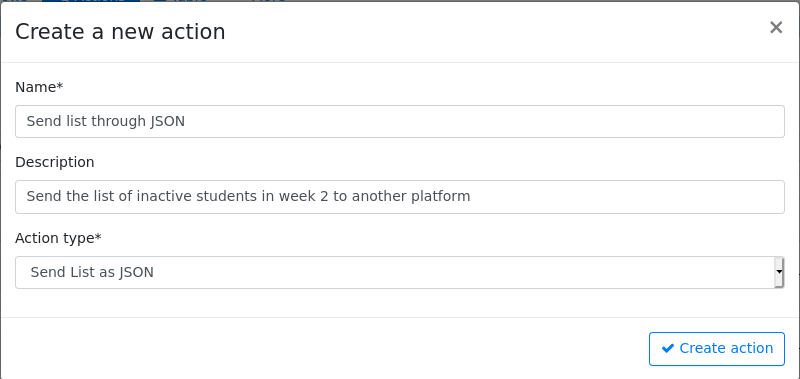 Create a new action
×
Name*
Send list through JSON
Description
Send the list of inactive students in week 2 to another platform
Action type*
Send List as JSON
Create action